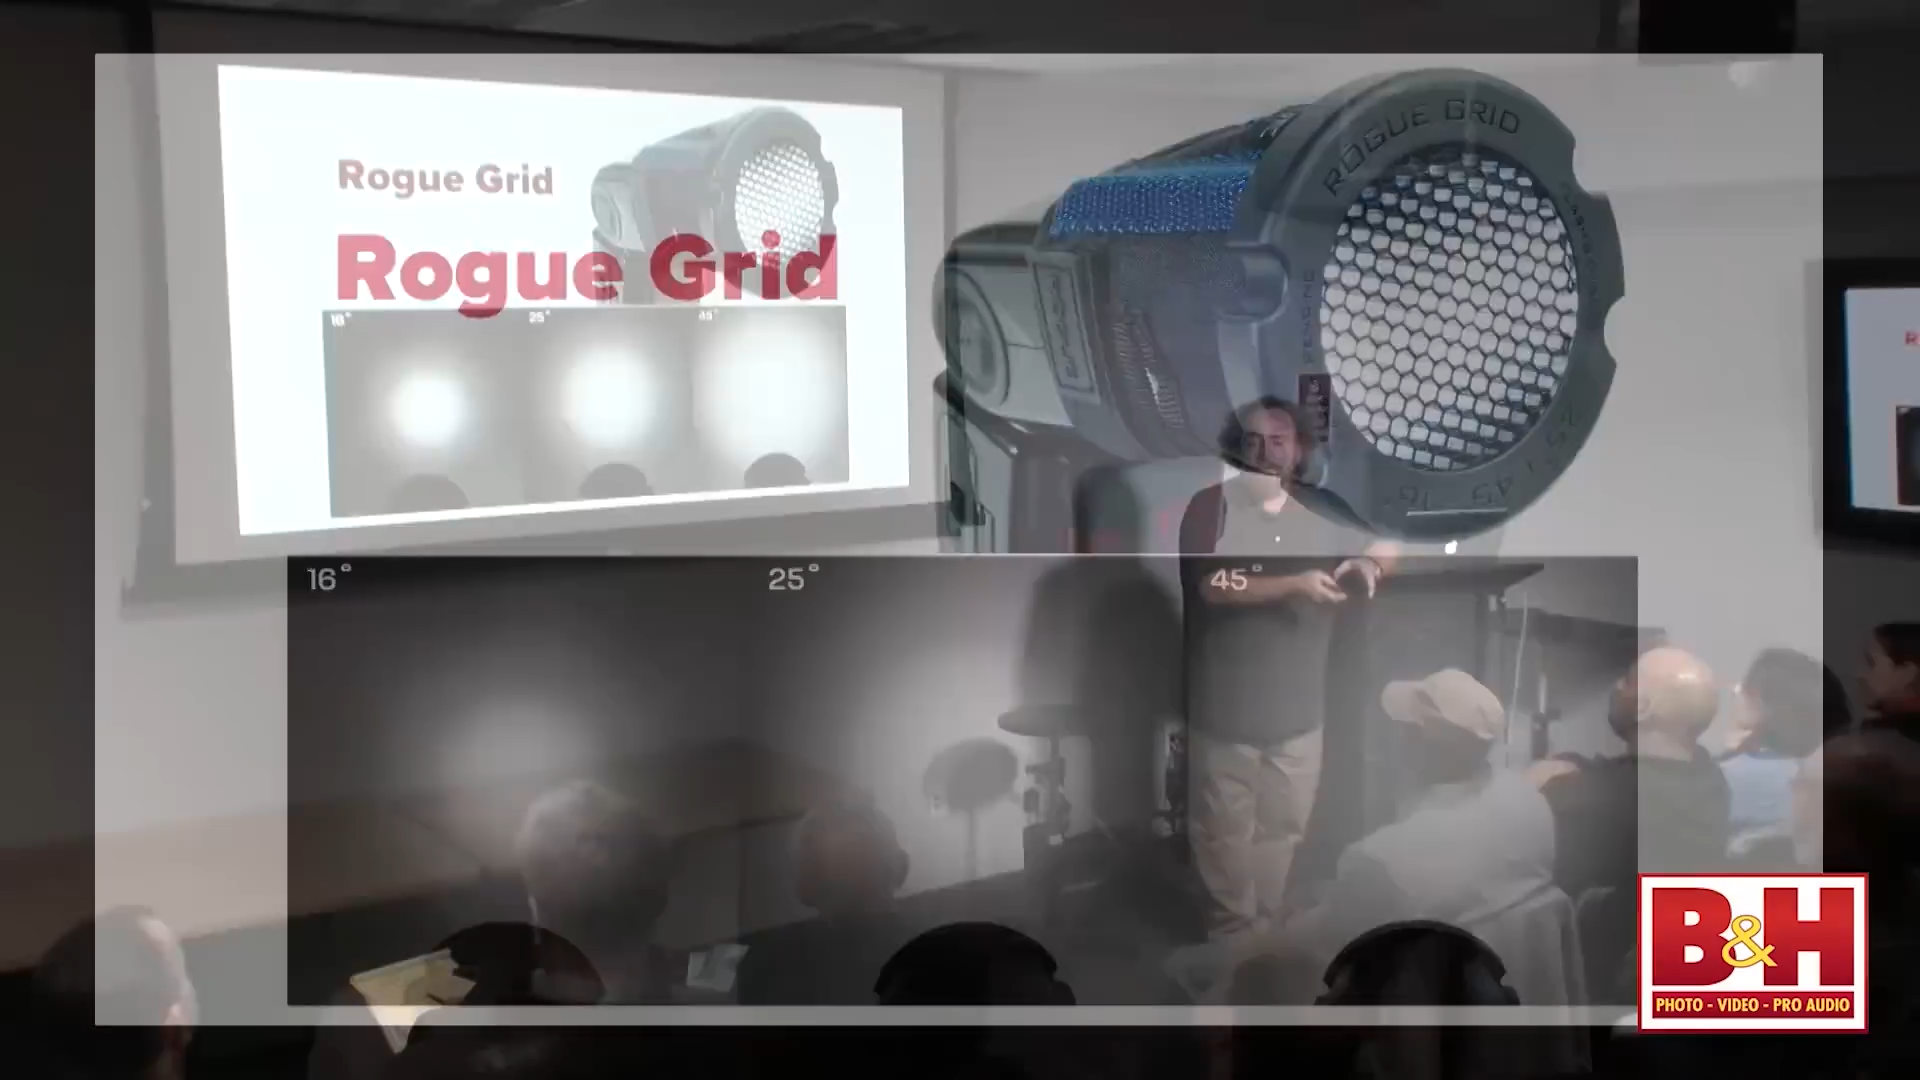 Rogue Grid
Rogue Grid
16° 25° 45°
ROGUE GRID
16° 25° 45°
B&H
PHOTO - VIDEO - PRO AUDIO